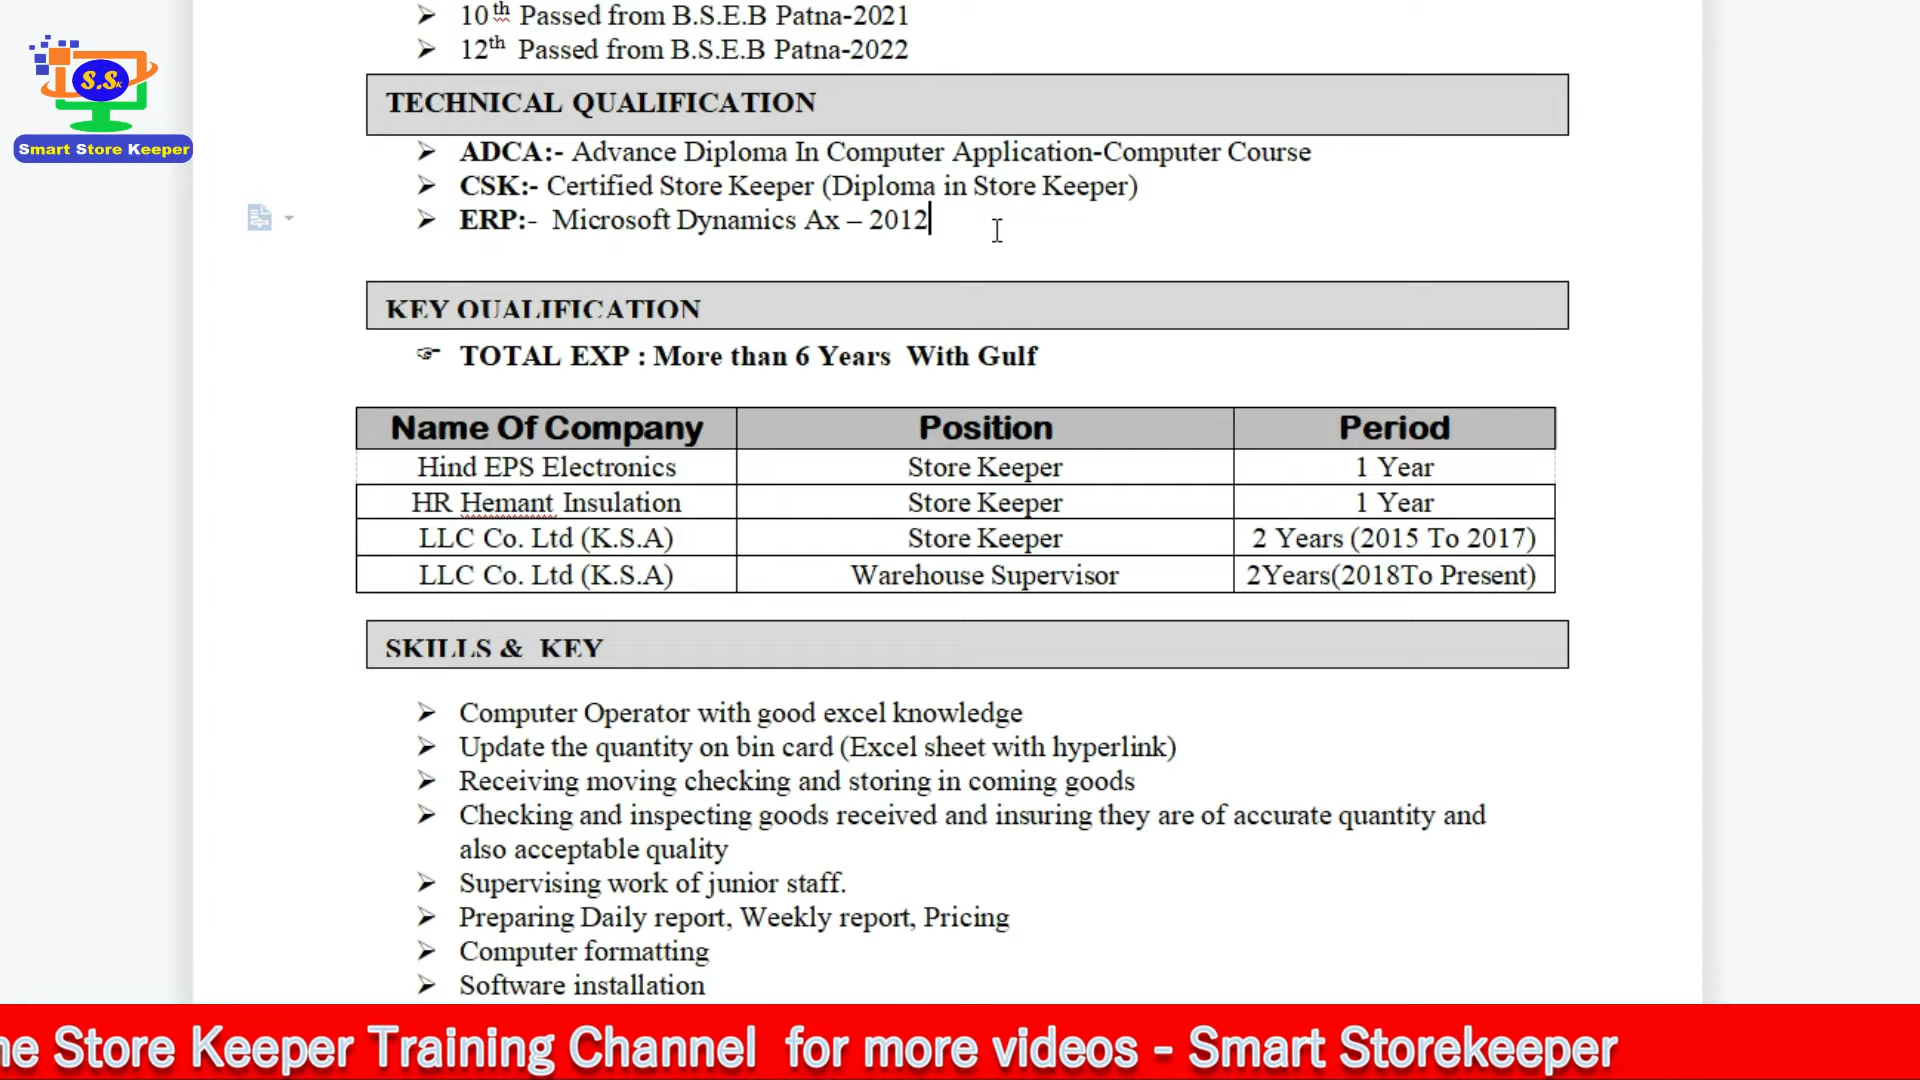 10th Passed from B.S.E.B Patna-2021
12th Passed from B.S.E.B Patna-2022
S.Sk
Smart Store Keeper
TECHNICAL QUALIFICATION
ADCA:- Advance Diploma In Computer Application-Computer Course
CSK:- Certified Store Keeper (Diploma in Store Keeper)
ERP:- Microsoft Dynamics Ax – 2012
KEY QUALIFICATION
TOTAL EXP : More than 6 Years With Gulf
Name Of Company Position Period
Hind EPS Electronics Store Keeper 1 Year
HR Hemant Insulation Store Keeper 1 Year
LLC Co. Ltd (K.S.A) Store Keeper 2 Years (2015 To 2017)
LLC Co. Ltd (K.S.A) Warehouse Supervisor 2Years(2018To Present)
SKILLS & KEY
Computer Operator with good excel knowledge
Update the quantity on bin card (Excel sheet with hyperlink)
Receiving moving checking and storing in coming goods
Checking and inspecting goods received and insuring they are of accurate quantity and
also acceptable quality
Supervising work of junior staff.
Preparing Daily report, Weekly report, Pricing
Computer formatting
Software installation
he Store Keeper Training Channel for more videos - Smart Storekeeper